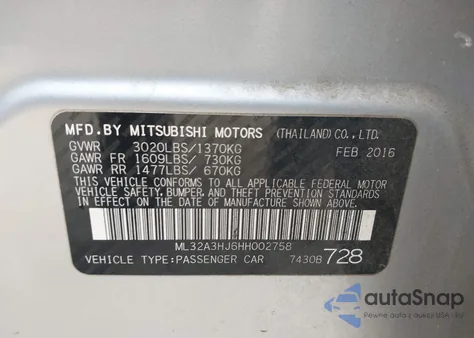 MFD.BY MITSUBISHI MOTORS (THAILAND) CO., LTD.
GVWR 3020LBS/1370KG FEB 2016
GAWR FR 1609LBS/ 730KG
GAWR RR 1477LBS/ 670KG
THIS VEHICLE CONFORMS TO ALL APPLICABLE FEDERAL MOTOR
VEHICLE SAFETY, BUMPER, AND THEFT PREVENTION STANDARDS
IN EFFECT ON THE DATE OF MANUFACTURE SHOWN ABOVE.
ML32A3HJ6HH002758
VEHICLE TYPE:PASSENGER CAR 7430B 728
autoSnap